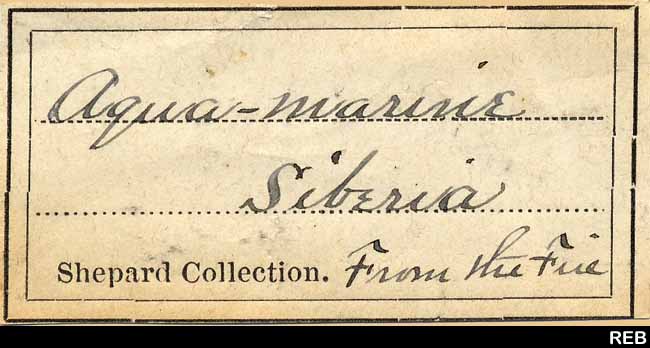 Aqua-marine
Siberia
Shepard Collection. From the Fire
REB